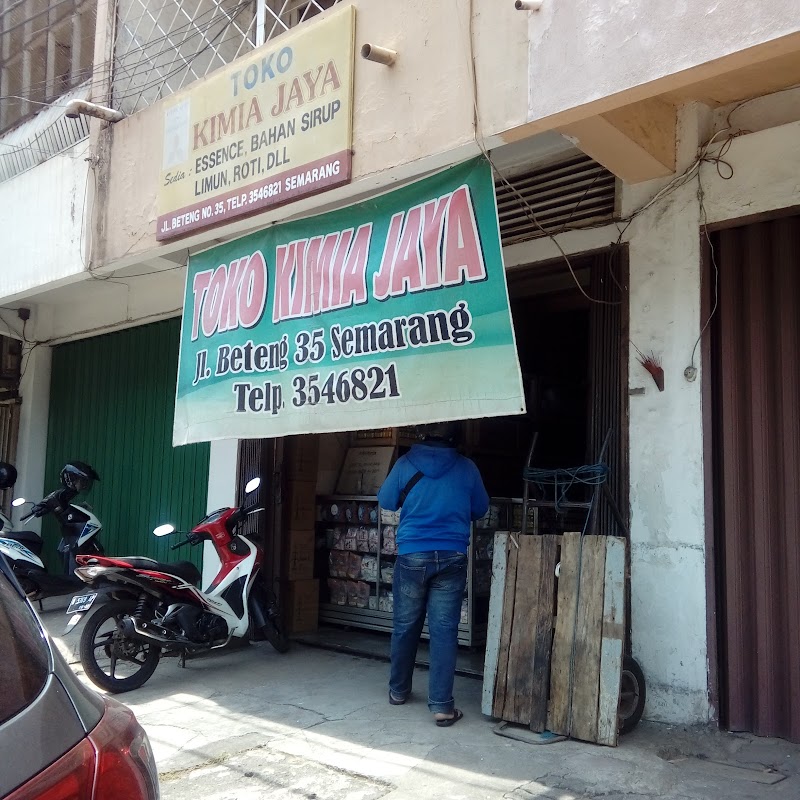 TOKO
KIMIA JAYA
Sedia : ESSENCE, BAHAN SIRUP
LIMUN, ROTI, DLL
JL. BETENG NO. 35, TELP. 3546821 SEMARANG
TOKO KIMIA JAYA
Jl. Beteng 35 Semarang
Telp. 3546821